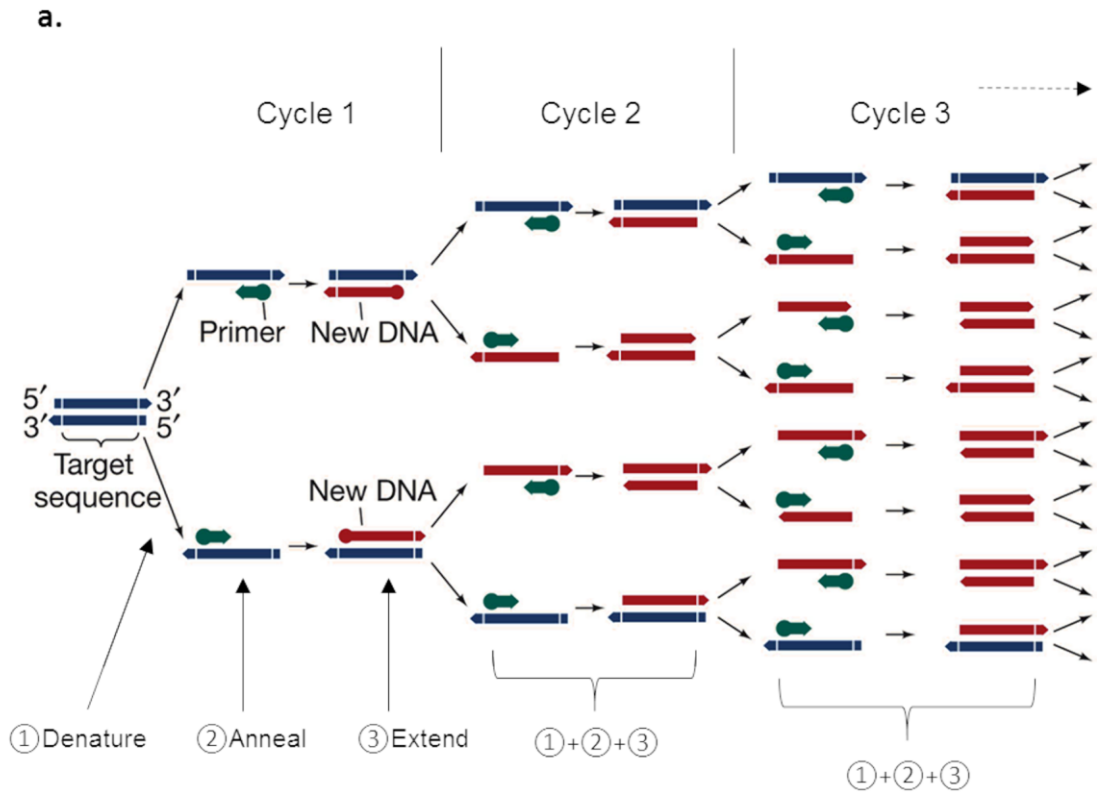 a.
Cycle 1
Cycle 2
Cycle 3
Primer
New DNA
5′
3′
3′
5′
Target
sequence
New DNA
①Denature
②Anneal
③Extend
①+②+③
①+②+③